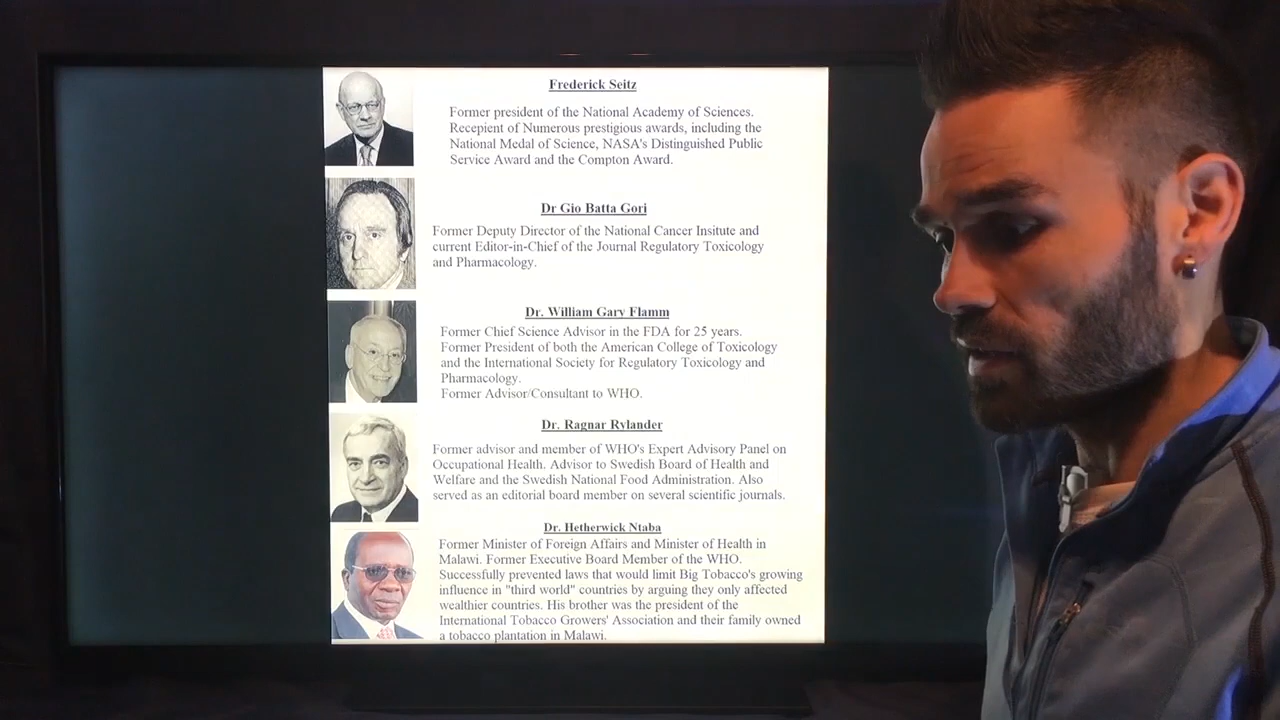 Frederick Seitz
Former president of the National Academy of Sciences.
Recepient of Numerous prestigious awards, including the
National Medal of Science, NASA's Distinguished Public
Service Award and the Compton Award.
Dr Gio Batta Gori
Former Deputy Director of the National Cancer Insitute and
current Editor-in-Chief of the Journal Regulatory Toxicology
and Pharmacology.
Dr. William Gary Flamm
Former Chief Science Advisor in the FDA for 25 years.
Former President of both the American College of Toxicology
and the International Society for Regulatory Toxicology and
Pharmacology.
Former Advisor/Consultant to WHO.
Dr. Ragnar Rylander
Former advisor and member of WHO's Expert Advisory Panel on
Occupational Health. Advisor to Swedish Board of Health and
Welfare and the Swedish National Food Administration. Also
served as an editorial board member on several scientific journals.
Dr. Hetherwick Ntaba
Former Minister of Foreign Affairs and Minister of Health in
Malawi. Former Executive Board Member of the WHO.
Successfully prevented laws that would limit Big Tobacco's growing
influence in "third world" countries by arguing they only affected
wealthier countries. His brother was the president of the
International Tobacco Growers' Association and their family owned
a tobacco plantation in Malawi.